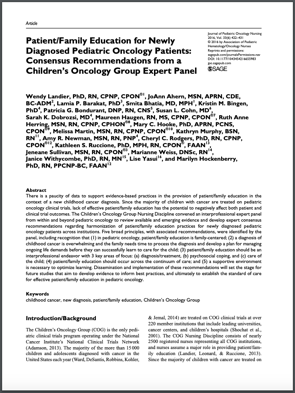 Article
Journal of Pediatric Oncology Nursing
Patient/Family Education for Newly
Diagnosed Pediatric Oncology Patients:
Consensus Recommendations from a
Children's Oncology Group Expert Panel
SAGE
Wendy Landier, PhD, RN, CPNP, JoAnn Ahern, MSN, APRN, CDE,
BC-ADM, Lamia P. Barakat, PhD, Smita Bhatia, MD, MPH, Kristin M. Bingen,
PhD, Patricia G. Bondurant, DNP, RN, CNS, Susan L. Cohn, MD,
Sarah K. Dobrozsi, MD, Maureen Haugen, RN, MS, CPNP, Ruth Anne
Herring, MSN, RN, CPNP, Mary C. Hooke, PhD, APRN, PCNS,
Melissa Martin, MSN, RN, CPNP, Kathryn Murphy, BSN,
Amy R. Newman, MSN, RN, Cheryl C. Rodgers, PhD, RN, CPNP,
Kathleen S. Ruccione, PhD, MPH, RN,
Jeneane Sullivan, MSN, RN, Marianne Weiss, DNSc, RN,
Janice Withycombe, PhD, RN, Lise Yasui, and Marilyn Hockenberry,
PhD, RN, PPCNP-BC, FAAN
Abstract
There is a paucity of data to support evidence-based practices in the provision of patient/family education in the
context of a new childhood cancer diagnosis. Since the majority of children with cancer are treated on pediatric
oncology clinical trials, lack of effective patient/family education has the potential to negatively affect both patient and
clinical trial outcomes. The Children's Oncology Group Nursing Discipline convened an interprofessional expert panel
from within and beyond pediatric oncology to review available and emerging evidence and develop expert consensus
recommendations regarding harmonization of patient/family education practices for newly diagnosed pediatric
oncology patients across institutions. Five broad principles, with associated recommendations, were identified by the
panel, including recognition that (1) in pediatric oncology, patient/family education is family-centered; (2) a diagnosis
of childhood cancer is overwhelming and the family needs time to process the diagnosis and develop a plan for managing
ongoing life demands before they can successfully learn to care for the child; (3) patient/family education should be an
interprofessional endeavor with 3 key areas of focus: (a) diagnosis/treatment, (b) psychosocial coping, and (c) care of
the child; (4) patient/family education should occur across the continuum of care; and (5) a supportive environment
is necessary to optimize learning. Dissemination and implementation of these recommendations will set the stage for
future studies that aim to develop evidence to inform best practices, and ultimately to establish the standard of care
for effective patient/family education in pediatric oncology.
Keywords
childhood cancer, new diagnosis, patient/family education, Children's Oncology Group
Introduction/Background
The Children's Oncology Group (COG) is the only pedi-
atric clinical trials program operating under the National
Cancer Institute's National Clinical Trials Network
(Adamson, 2013). The majority of the more than 15 000
children and adolescents diagnosed with cancer in the
United States each year (Ward, DeSantis, Robbins, Kohler,
& Jemal, 2014) are treated on COG clinical trials at over
220 member institutions that include leading universities,
cancer centers, and children's hospitals
2001). The COG Nursing Discipline consists of nearly
2500 registered nurses representing all COG institutions,
and nurses assume a major role in providing patient/fam-
ily education (Landier, Leonard, & Ruccione, 2013).
Since the majority of children with cancer are treated on